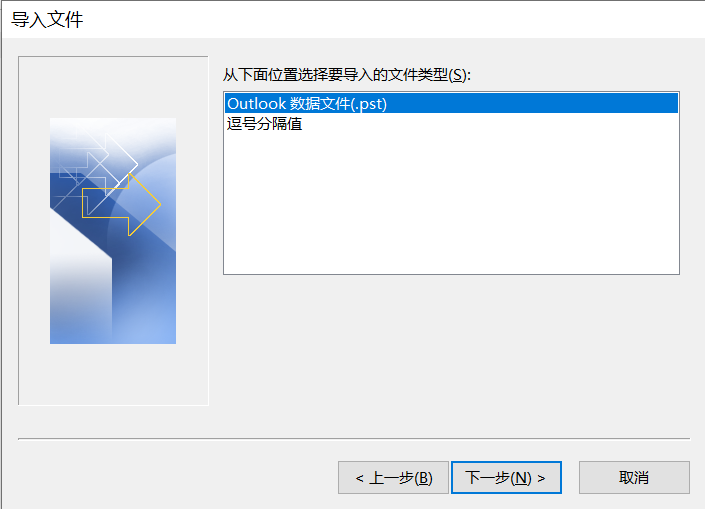 导入文件
从下面位置选择要导入的文件类型(S):
Outlook 数据文件(.pst)
逗号分隔值
< 上一步(B)
下一步(N) >
取消